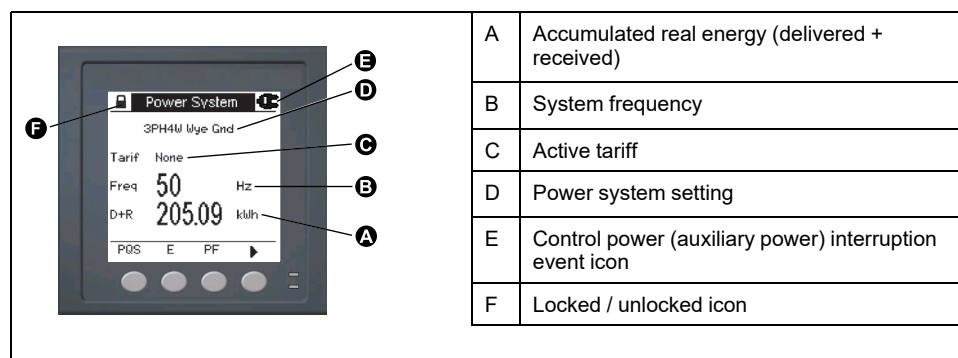 E
D
F
C
B
A
Power System
3PH4W Wye Gnd
Tarif None
Freq 50 Hz
D+R 205.09 kWh
PQS E PF
A Accumulated real energy (delivered +
received)
B System frequency
C Active tariff
D Power system setting
E Control power (auxiliary power) interruption
event icon
F Locked / unlocked icon